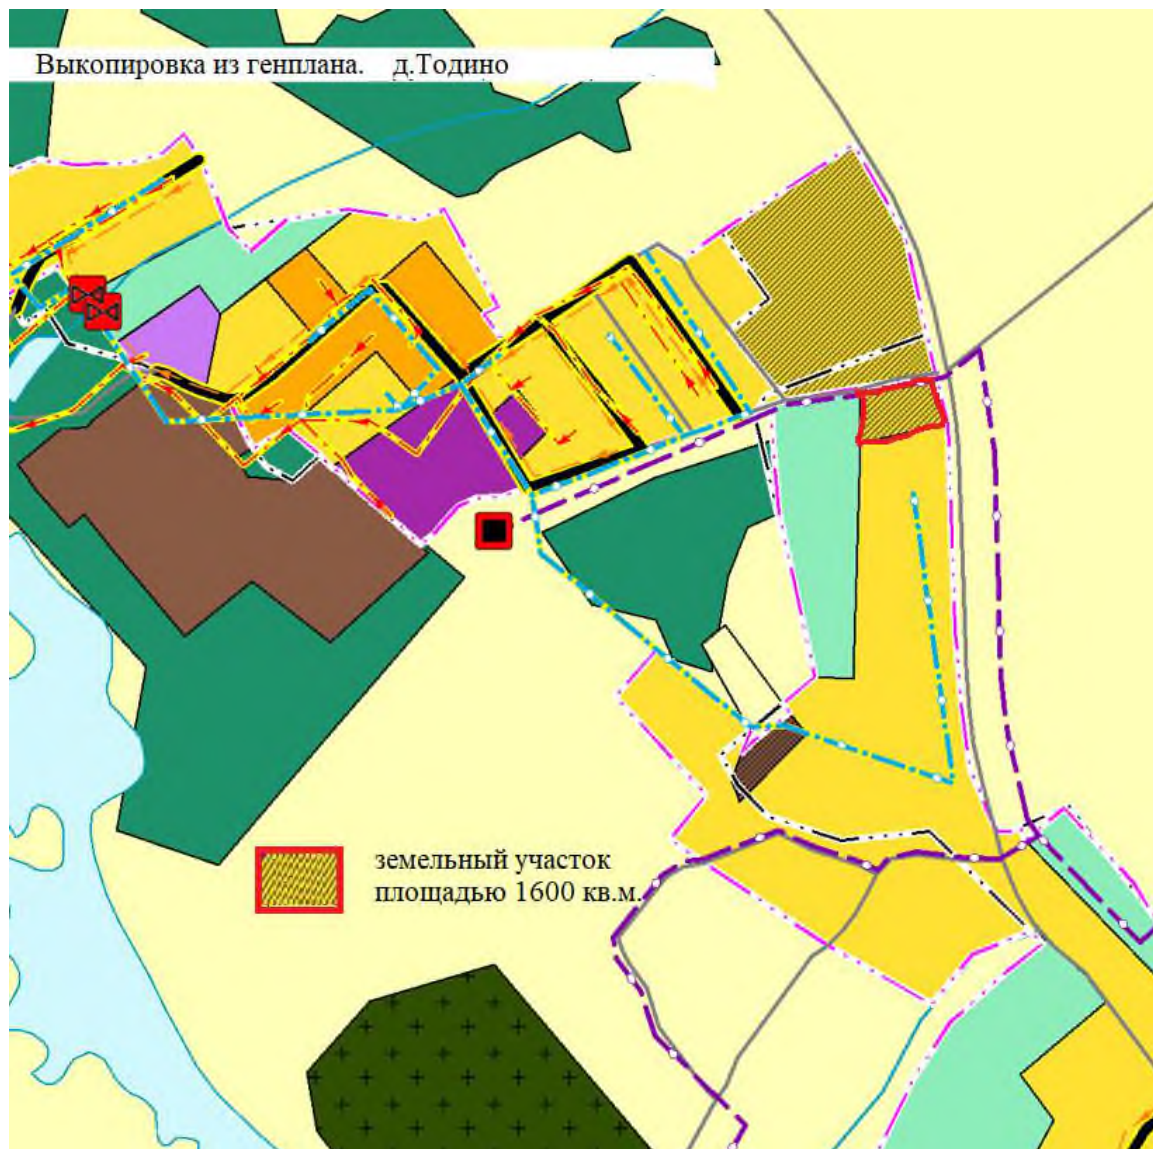 Выкопировка из генплана. д.Тодино
земельный участок
площадью 1600 кв.м.